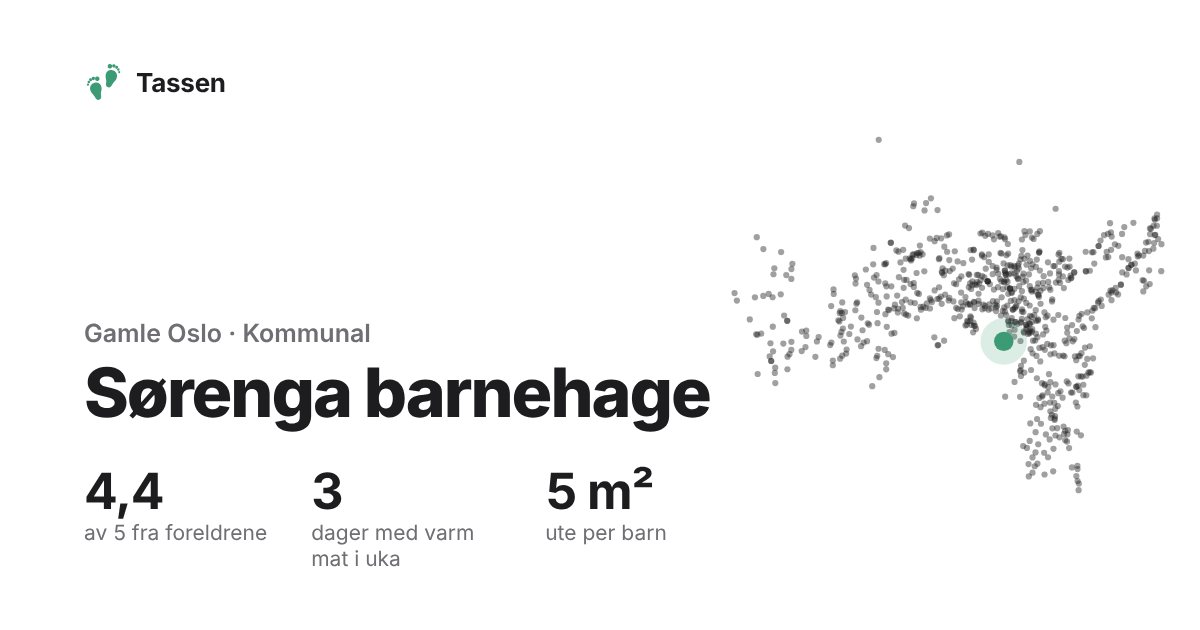 Tassen
Gamle Oslo · Kommunal
Sørenga barnehage
4,4
av 5 fra foreldrene
3
dager med varm
mat i uka
5 m²
ute per barn